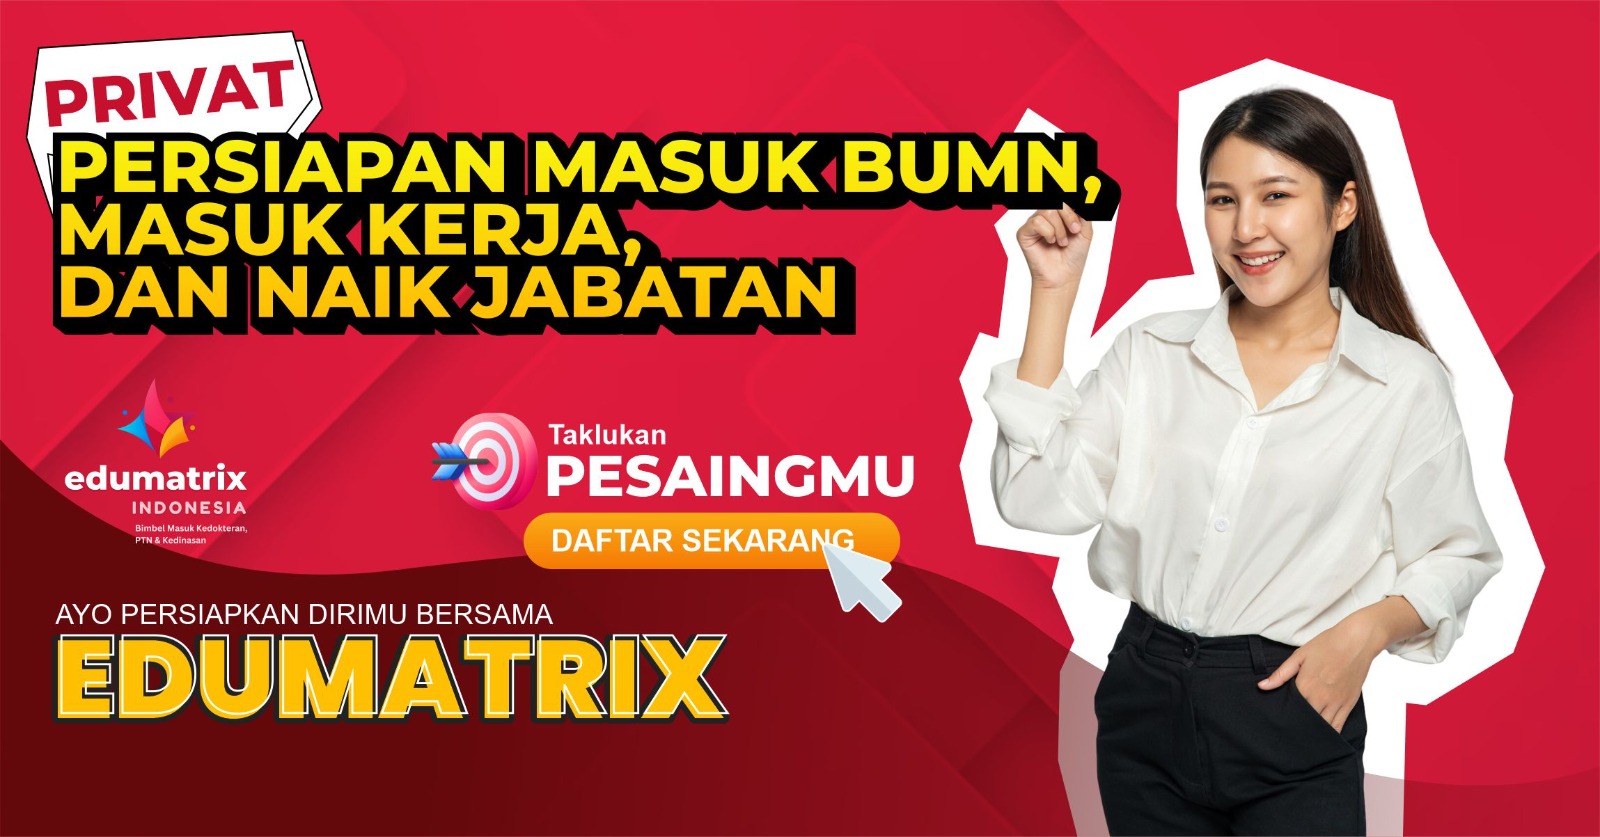 PRIVAT
PERSIAPAN MASUK BUMN,
MASUK KERJA,
DAN NAIK JABATAN
edumatrix
INDONESIA
Bimbel Masuk Kedokteran,
PTN & Kedinasan
Taklukan
PESAINGMU
DAFTAR SEKARANG
AYO PERSIAPKAN DIRIMU BERSAMA
EDUMATRIX